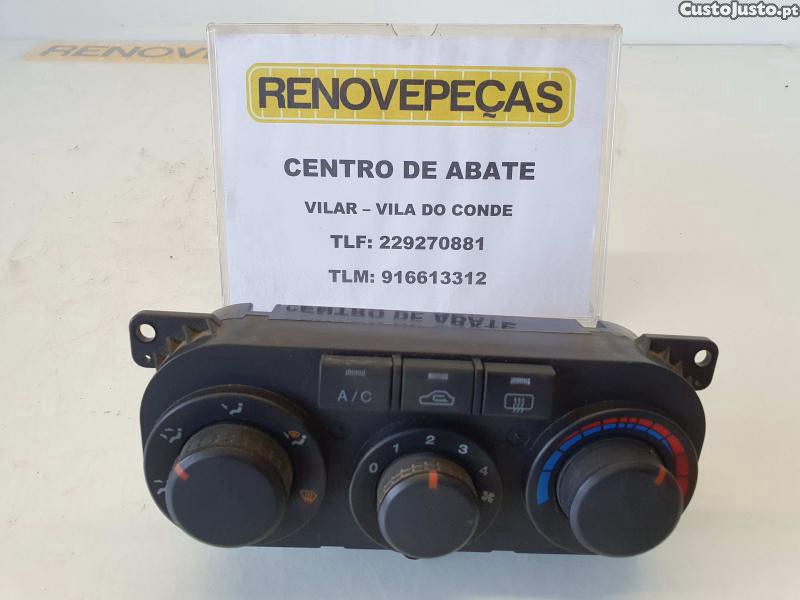 CustoJusto.pt
RENOVEPEÇAS
RENOVEPEÇAS
CENTRO DE ABATE
VILAR – VILA DO CONDE
TLF: 229270881
TLM: 916613312
CENTRO DE ABATE
A/C
0 1 2 3 4